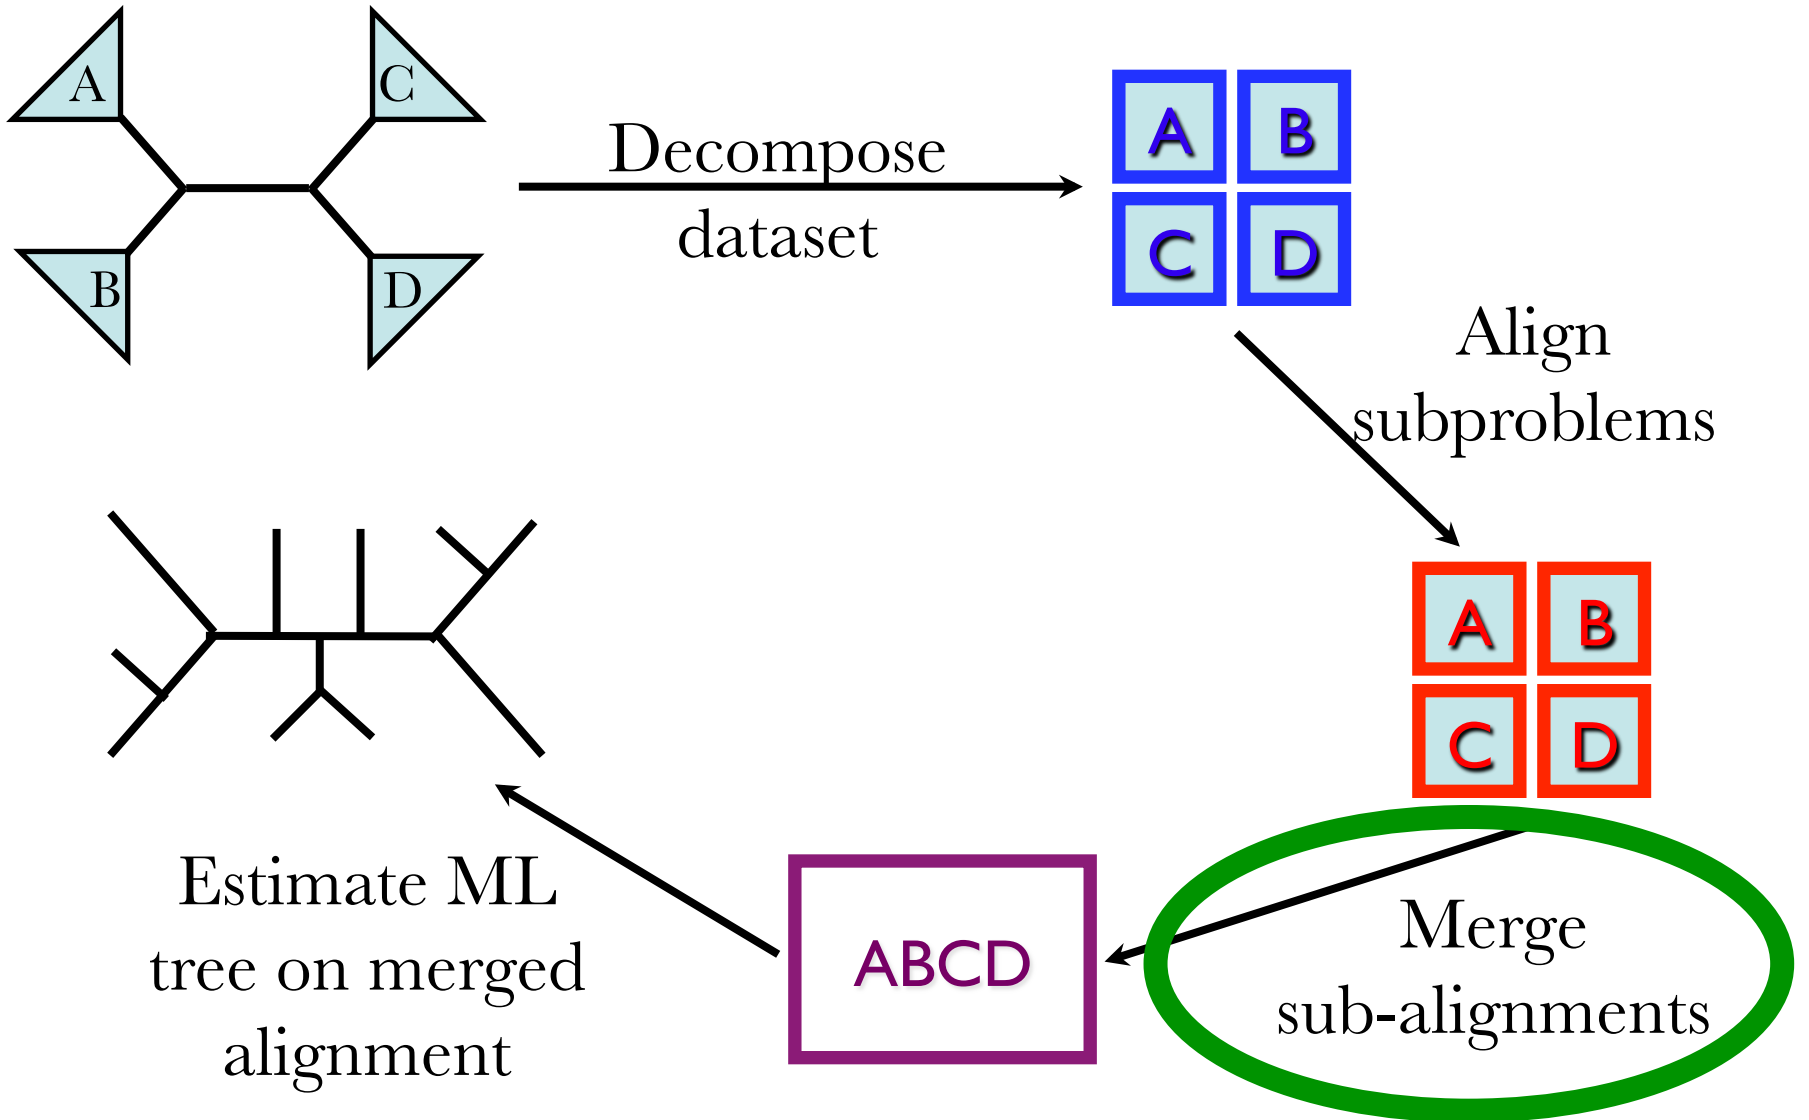 A
C
B
D
Decompose
dataset
A B
C D
Align
subproblems
A B
C D
Merge
sub-alignments
ABCD
Estimate ML
tree on merged
alignment